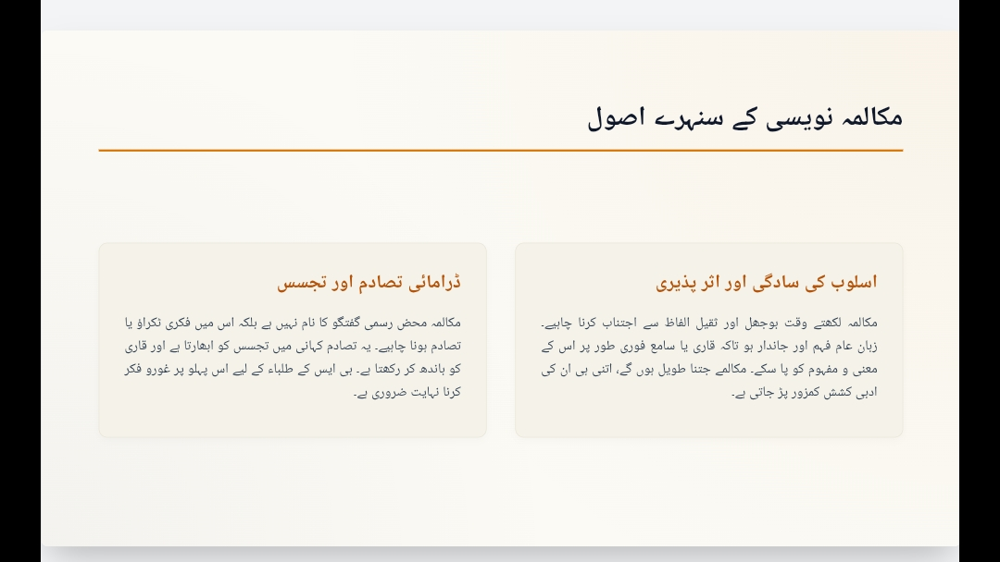 مکالمہ نویسی کے سنہرے اصول
اسلوب کی سادگی اور اثر پذیری
مکالمہ لکھتے وقت بوجھل اور ثقیل الفاظ سے اجتناب کرنا چاہیے۔
زبان عام فہم اور جاندار ہو تاکہ قاری یا سامع فوری طور پر اس کے
معنی و مفہوم کو پا سکے۔ مکالمے جتنا طویل ہوں گے، اتنی ہی ان کی
ادبی کشش کمزور پڑ جاتی ہے۔
ڈرامائی تصادم اور تجسس
مکالمہ محض رسمی گفتگو کا نام نہیں ہے بلکہ اس میں فکری ٹکراؤ یا
تصادم ہونا چاہیے۔ یہ تصادم کہانی میں تجسس کو ابھارتا ہے اور قاری
کو باندھ کر رکھتا ہے۔ بی ایس کے طلباء کے لیے اس پہلو پر غورو فکر
کرنا نہایت ضروری ہے۔